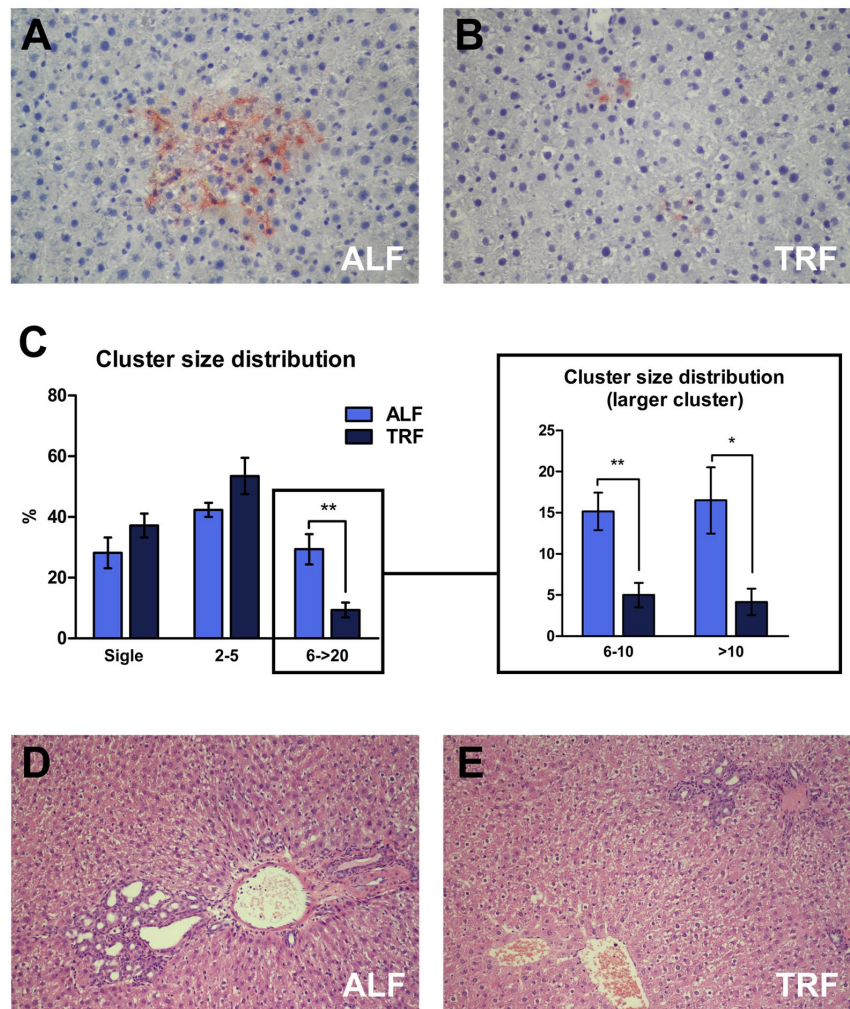 A
ALF
B
TRF
C
Cluster size distribution
80
60
40
20
0
%
ALF
TRF
**
Sigle
2-5
6->20
Cluster size distribution
(larger cluster)
25
20
15
10
5
0
**
*
6-10
>10
D
ALF
E
TRF